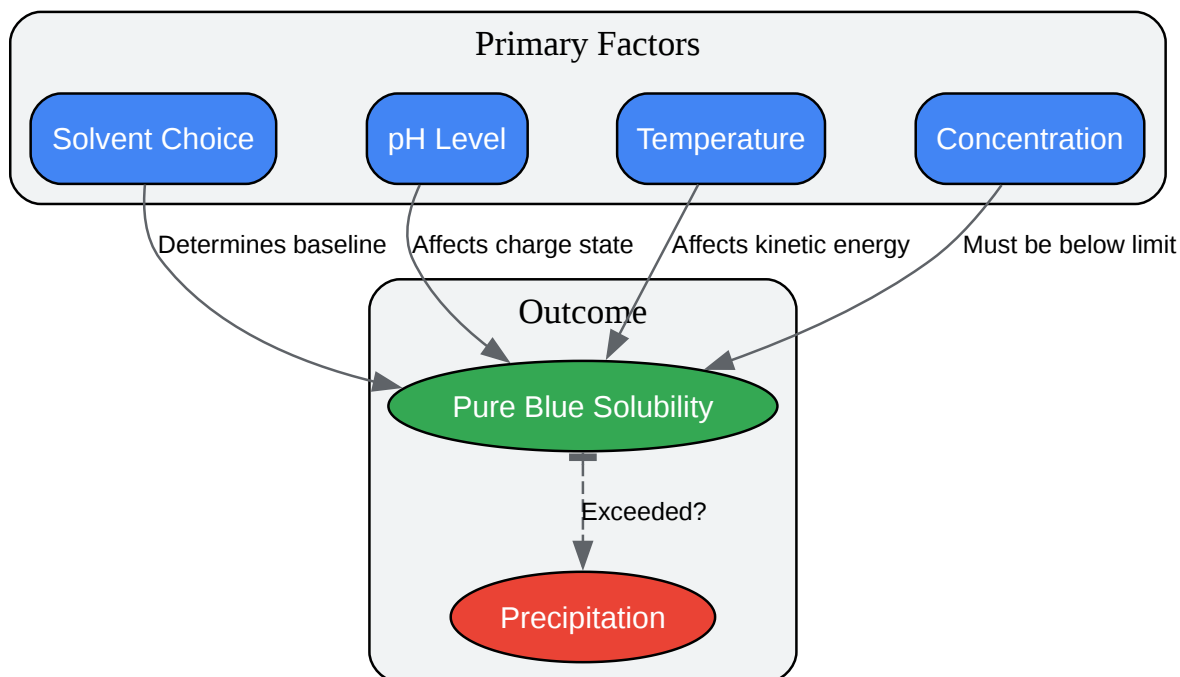 Primary Factors
Solvent Choice
pH Level
Temperature
Concentration
Determines baseline
Affects charge state
Affects kinetic energy
Must be below limit
Outcome
Pure Blue Solubility
Exceeded?
Precipitation